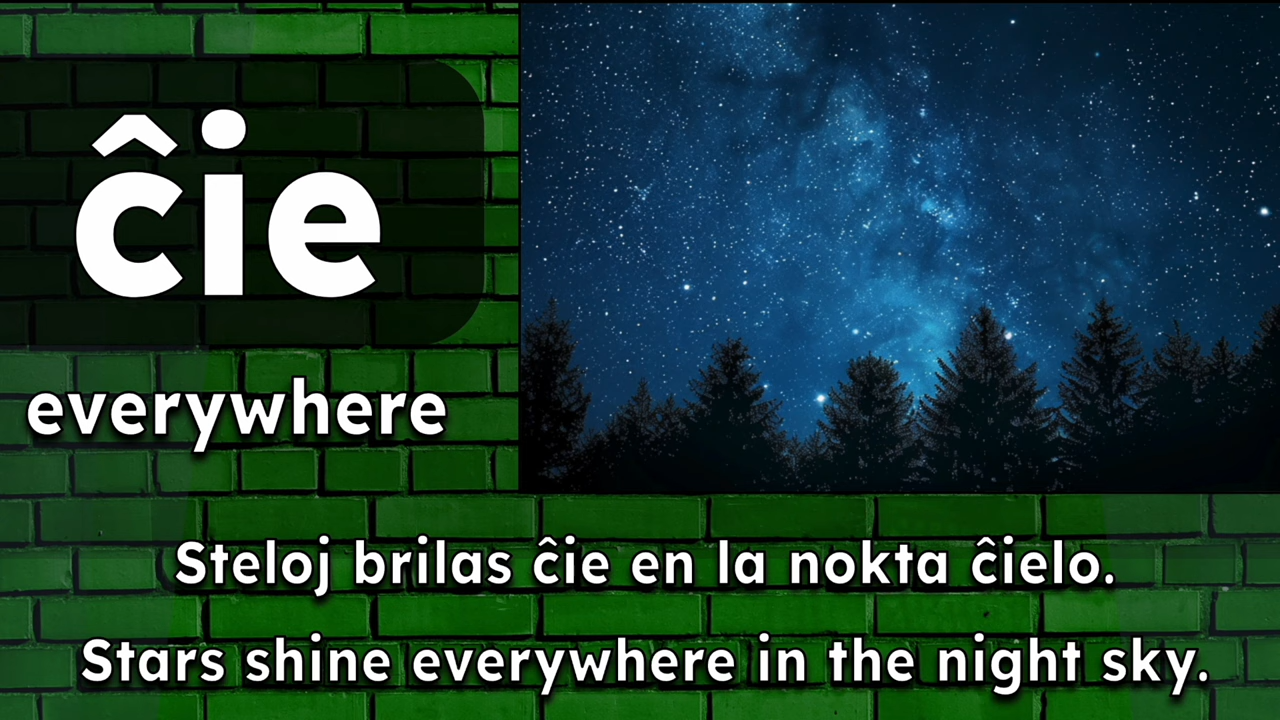 ĉie
everywhere
Steloj brilas ĉie en la nokta ĉielo.
Stars shine everywhere in the night sky.